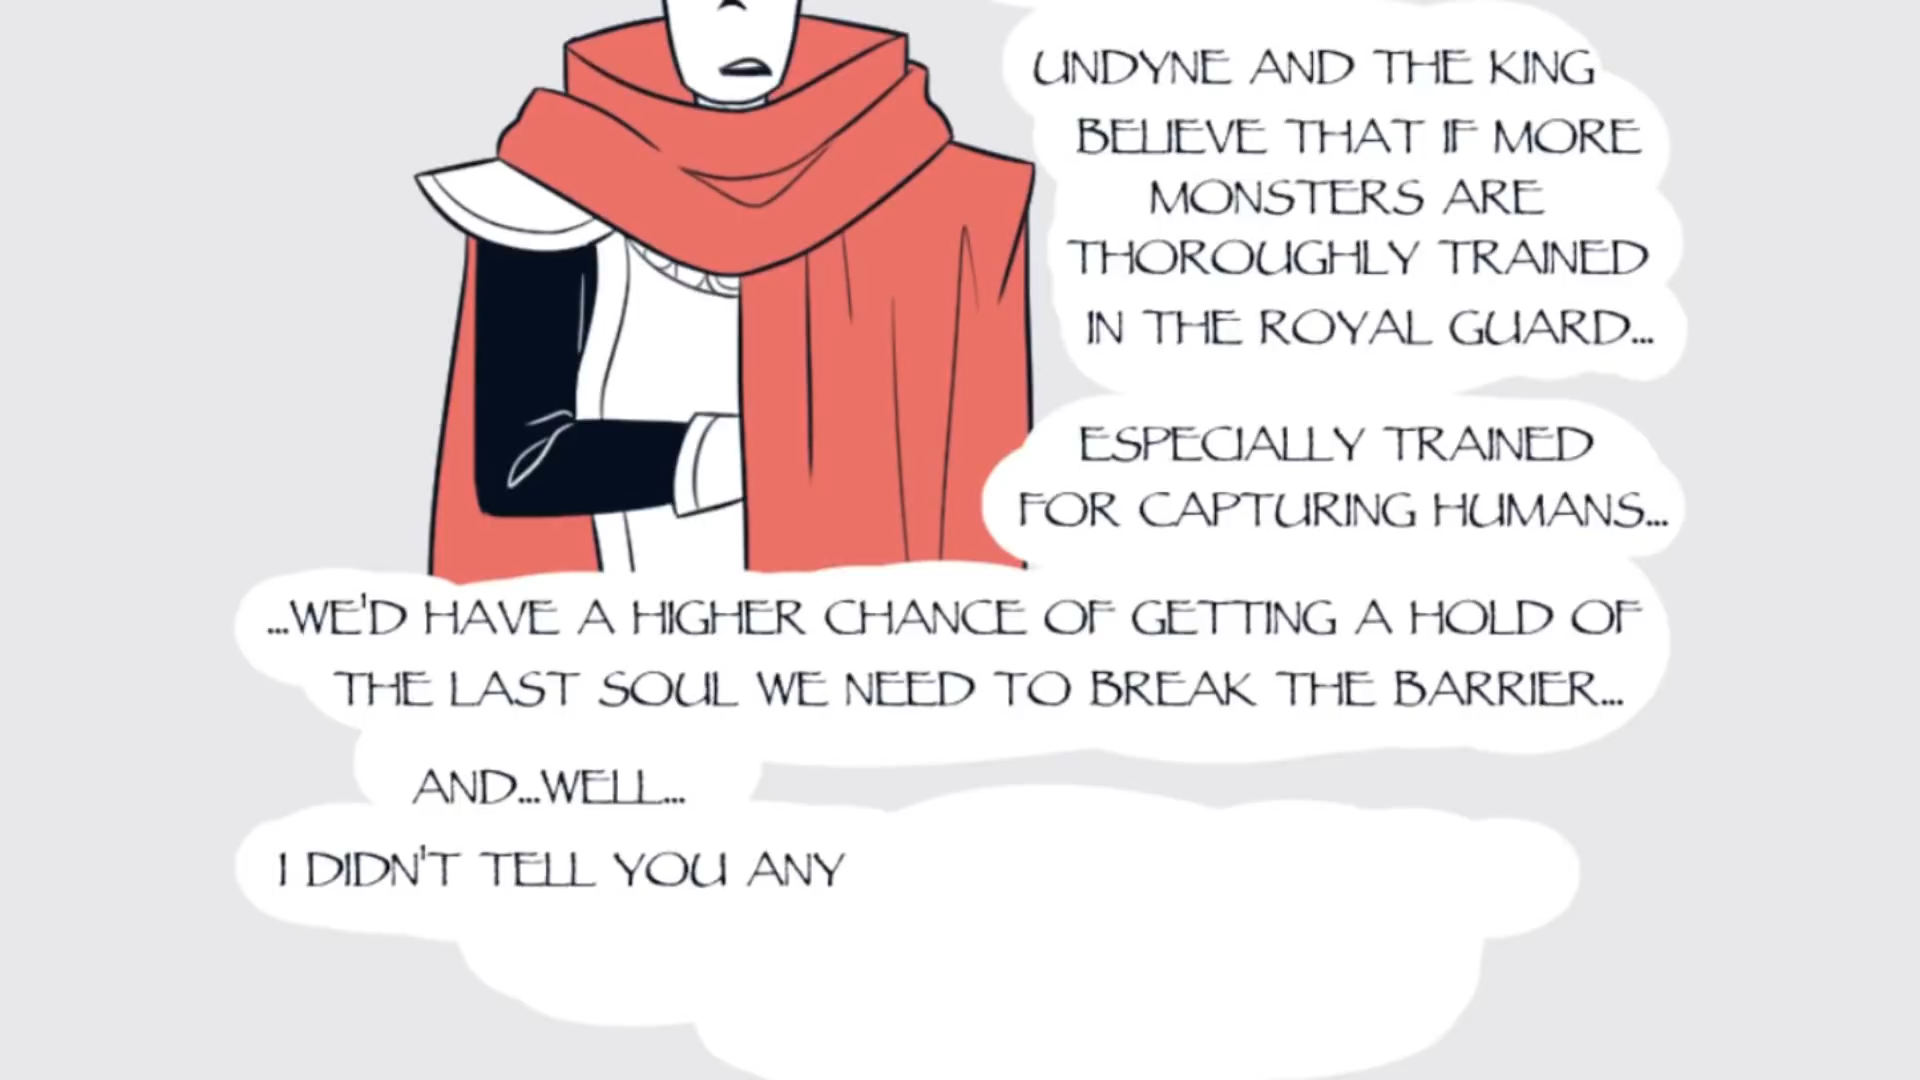 UNDYNE AND THE KING
BELIEVE THAT IF MORE
MONSTERS ARE
THOROUGHLY TRAINED
IN THE ROYAL GUARD...
ESPECIALLY TRAINED
FOR CAPTURING HUMANS...
...WE'D HAVE A HIGHER CHANCE OF GETTING A HOLD OF
THE LAST SOUL WE NEED TO BREAK THE BARRIER...
AND...WELL...
I DIDN'T TELL YOU ANY